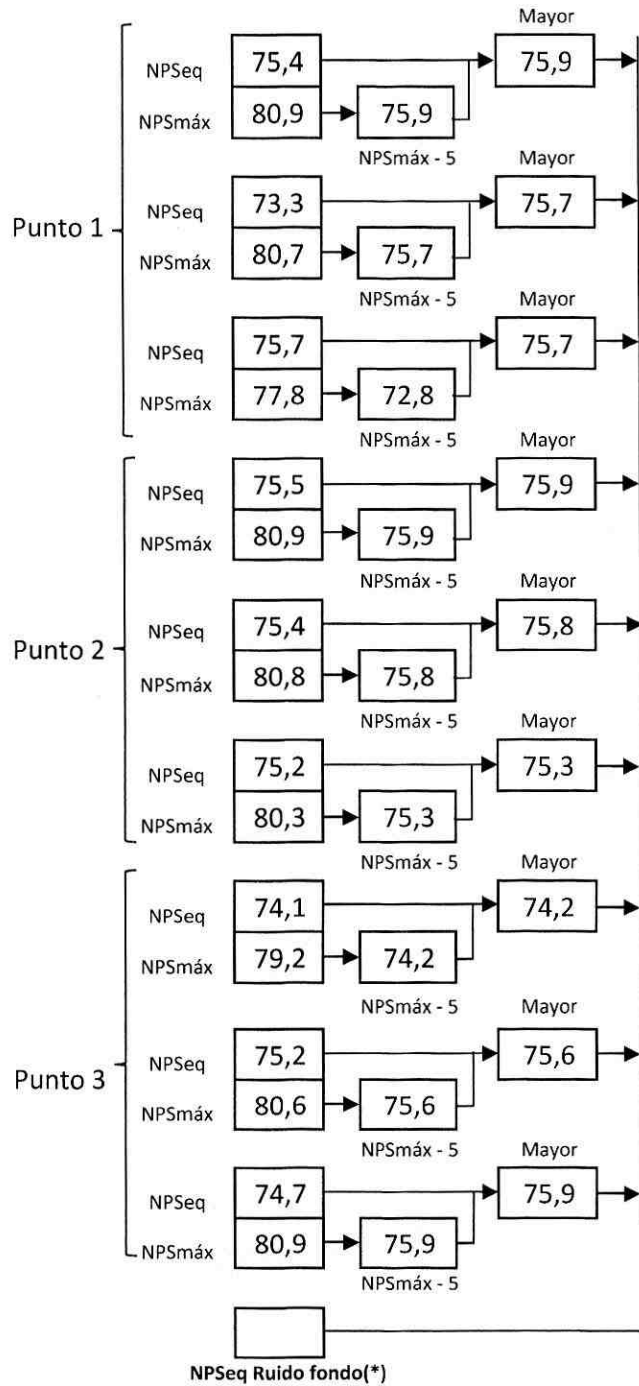 Mayor
NPSeq 75,4 75,9
NPSmáx 80,9 75,9
NPSmáx - 5 Mayor
NPSeq 73,3 75,7
Punto 1
NPSmáx 80,7 75,7
NPSmáx - 5 Mayor
NPSeq 75,7 75,7
NPSmáx 77,8 72,8
NPSmáx - 5 Mayor
NPSeq 75,5 75,9
NPSmáx 80,9 75,9
NPSmáx - 5 Mayor
NPSeq 75,4 75,8
Punto 2
NPSmáx 80,8 75,8
NPSmáx - 5 Mayor
NPSeq 75,2 75,3
NPSmáx 80,3 75,3
NPSmáx - 5 Mayor
NPSeq 74,1 74,2
NPSmáx 79,2 74,2
NPSmáx - 5 Mayor
NPSeq 75,2 75,6
Punto 3
NPSmáx 80,6 75,6
NPSmáx - 5 Mayor
NPSeq 74,7 75,9
NPSmáx 80,9 75,9
NPSmáx - 5
NPSeq Ruido fondo(*)